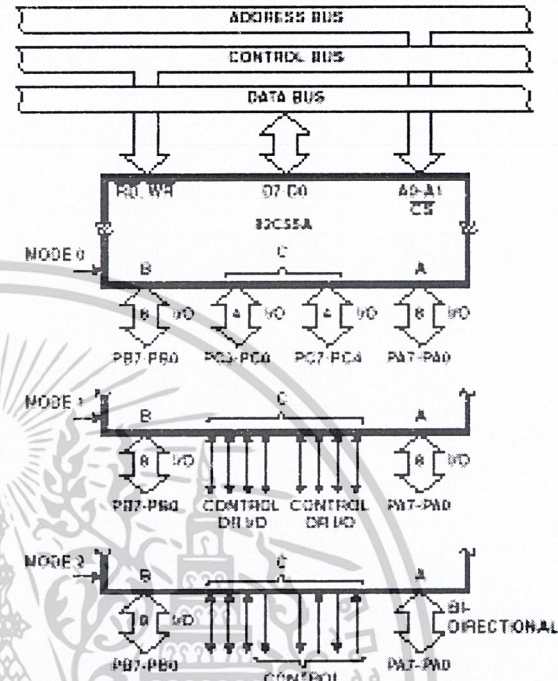 ADDRESS BUS
CONTROL BUS
DATA BUS
RD, WR D7-D0 A0-A1
CS
82C55A
MODE 0
B C A
8 I/O 4 I/O 4 I/O 8 I/O
PB7-PB0 PC3-PC0 PC7-PC4 PA7-PA0
MODE 1
B C A
8 I/O 8 I/O
PB7-PB0 CONTROL CONTROL PA7-PA0
OR I/O OR I/O
MODE 2
B C A
8 I/O BI-
DIRECTIONAL
PB7-PB0 PA7-PA0
CONTROL